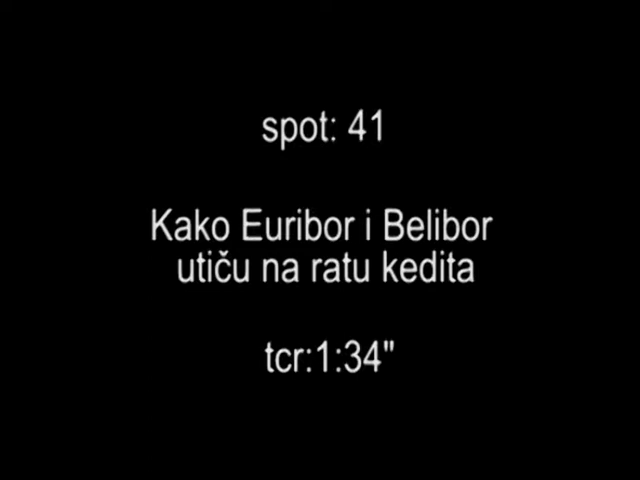 spot: 41
Kako Euribor i Belibor
utiču na ratu kedita
tcr:1:34"